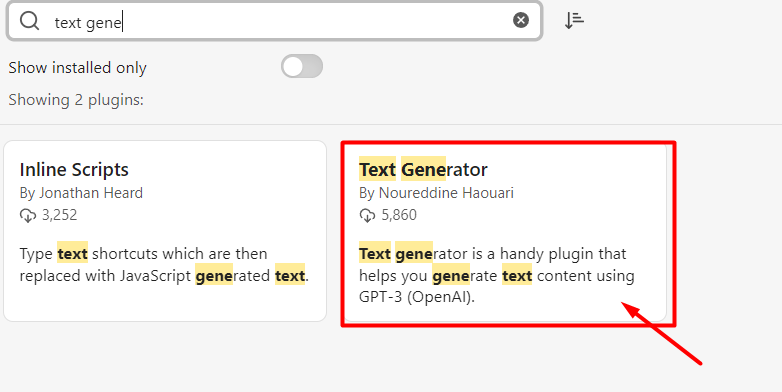 text gene
Show installed only
Showing 2 plugins:
Inline Scripts
By Jonathan Heard
3,252
Type text shortcuts which are then
replaced with JavaScript generated text.
Text Generator
By Noureddine Haouari
5,860
Text generator is a handy plugin that
helps you generate text content using
GPT-3 (OpenAI).